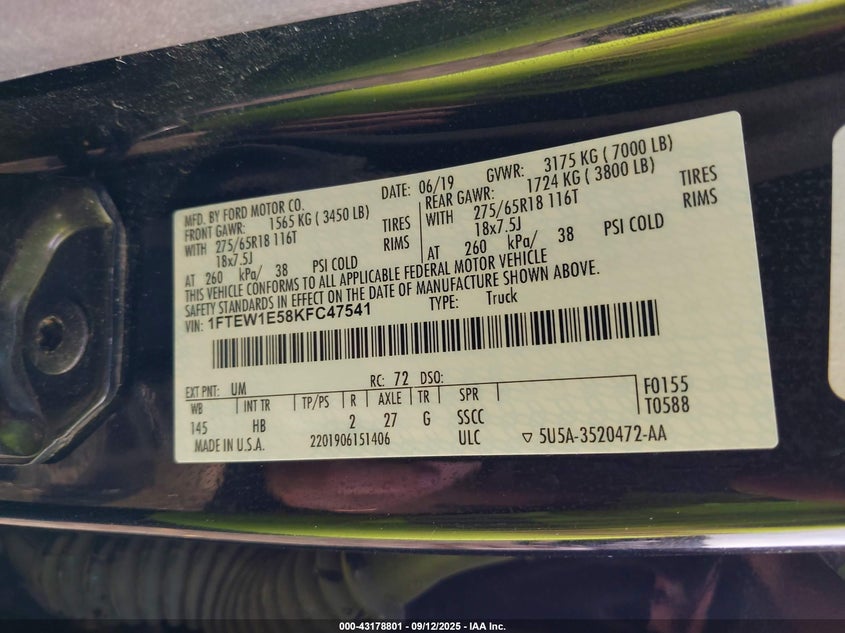 MFD. BY FORD MOTOR CO.
DATE: 06/19 GVWR: 3175 KG ( 7000 LB)
FRONT GAWR: 1565 KG ( 3450 LB)
REAR GAWR: 1724 KG ( 3800 LB)
WITH 275/65R18 116T TIRES
WITH 275/65R18 116T TIRES
18x7.5J RIMS
18x7.5J RIMS
AT 260 kPa/ 38 PSI COLD
AT 260 kPa/ 38 PSI COLD
THIS VEHICLE CONFORMS TO ALL APPLICABLE FEDERAL MOTOR VEHICLE
SAFETY STANDARDS IN EFFECT ON THE DATE OF MANUFACTURE SHOWN ABOVE.
VIN: 1FTEW1E58KFC47541 TYPE: Truck
EXT PNT: UM RC: 72 DSO:
WB INT TR TP/PS R AXLE TR SPR F0155
145 HB 2 27 G SSCC T0588
MADE IN U.S.A. 2201906151406 ULC ▽ 5U5A-3520472-AA
000-43178801 - 09/12/2025 - IAA Inc.